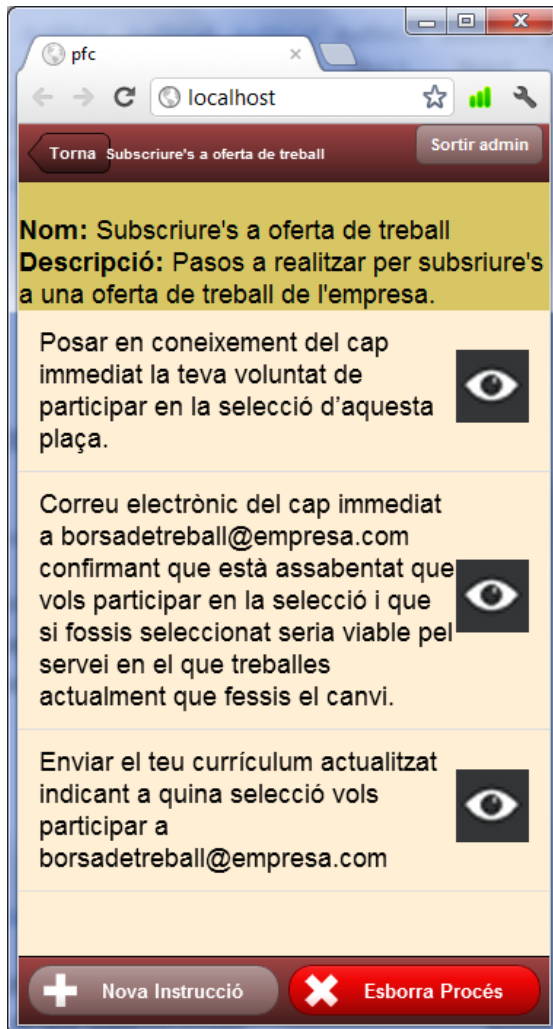 pfc
localhost
Torna Subscriure's a oferta de treball Sortir admin
Nom: Subscriure's a oferta de treball
Descripció: Pasos a realitzar per subsriure's
a una oferta de treball de l'empresa.
Posar en coneixement del cap
immediat la teva voluntat de
participar en la selecció d’aquesta
plaça.
Correu electrònic del cap immediat
a borsadetreball@empresa.com
confirmant que està assabentat que
vols participar en la selecció i que
si fossis seleccionat seria viable pel
servei en el que treballes
actualment que fessis el canvi.
Enviar el teu currículum actualitzat
indicant a quina selecció vols
participar a
borsadetreball@empresa.com
Nova Instrucció Esborra Procés